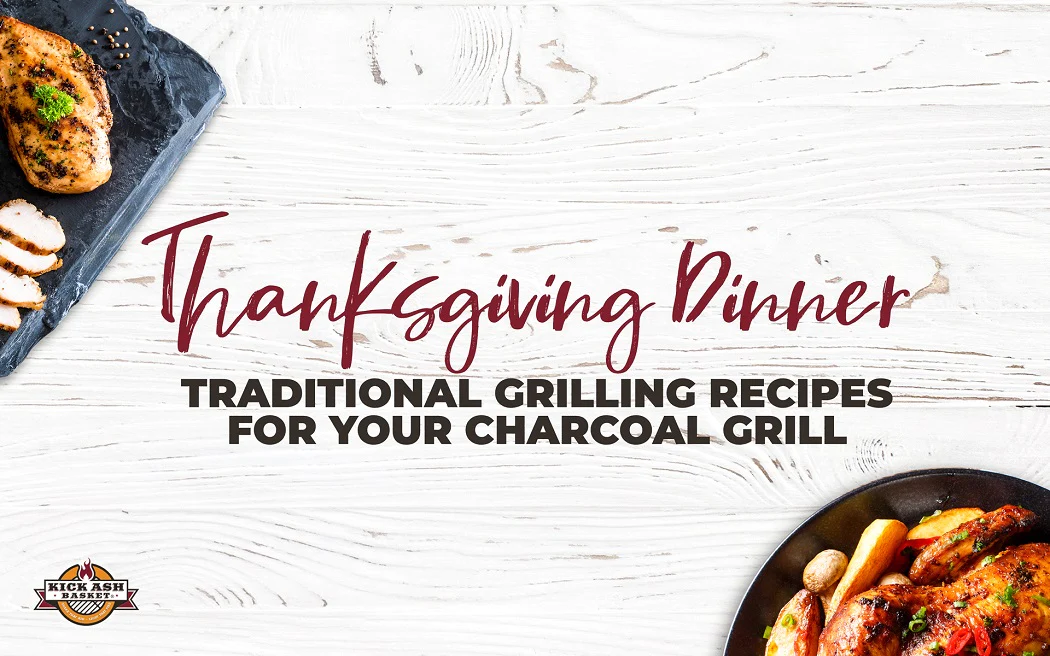 Thanksgiving Dinner
TRADITIONAL GRILLING RECIPES
FOR YOUR CHARCOAL GRILL
KICK ASH
BASKET